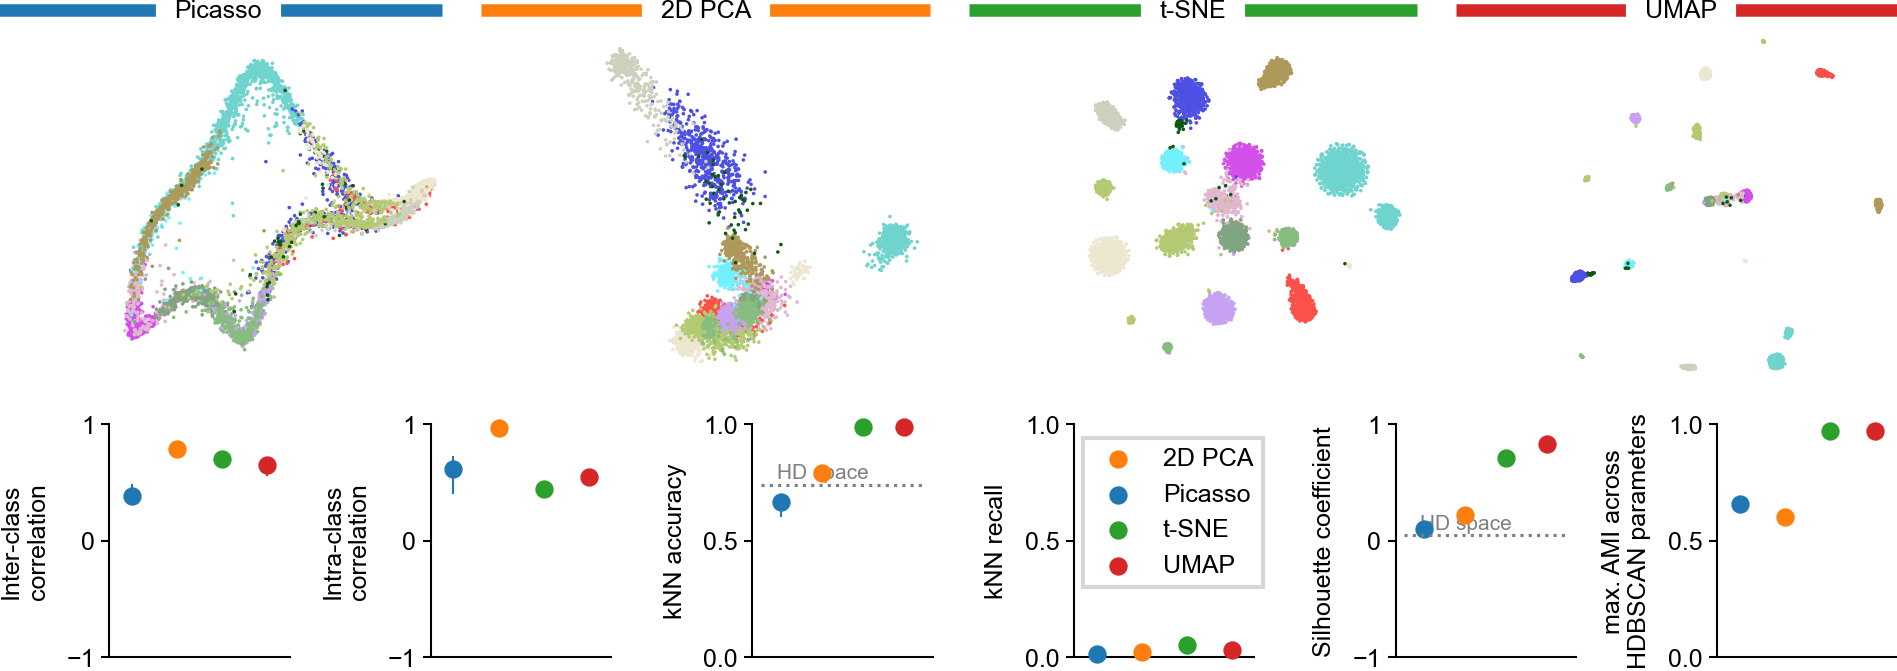 Picasso
2D PCA
t-SNE
UMAP
Inter-class
correlation
1
0
−1
Intra-class
correlation
1
0
−1
kNN accuracy
1.0
0.5
0.0
HD space
kNN recall
1.0
0.5
0.0
2D PCA
Picasso
t-SNE
UMAP
Silhouette coefficient
1
0
−1
HD space
max. AMI across
HDBSCAN parameters
1.0
0.5
0.0